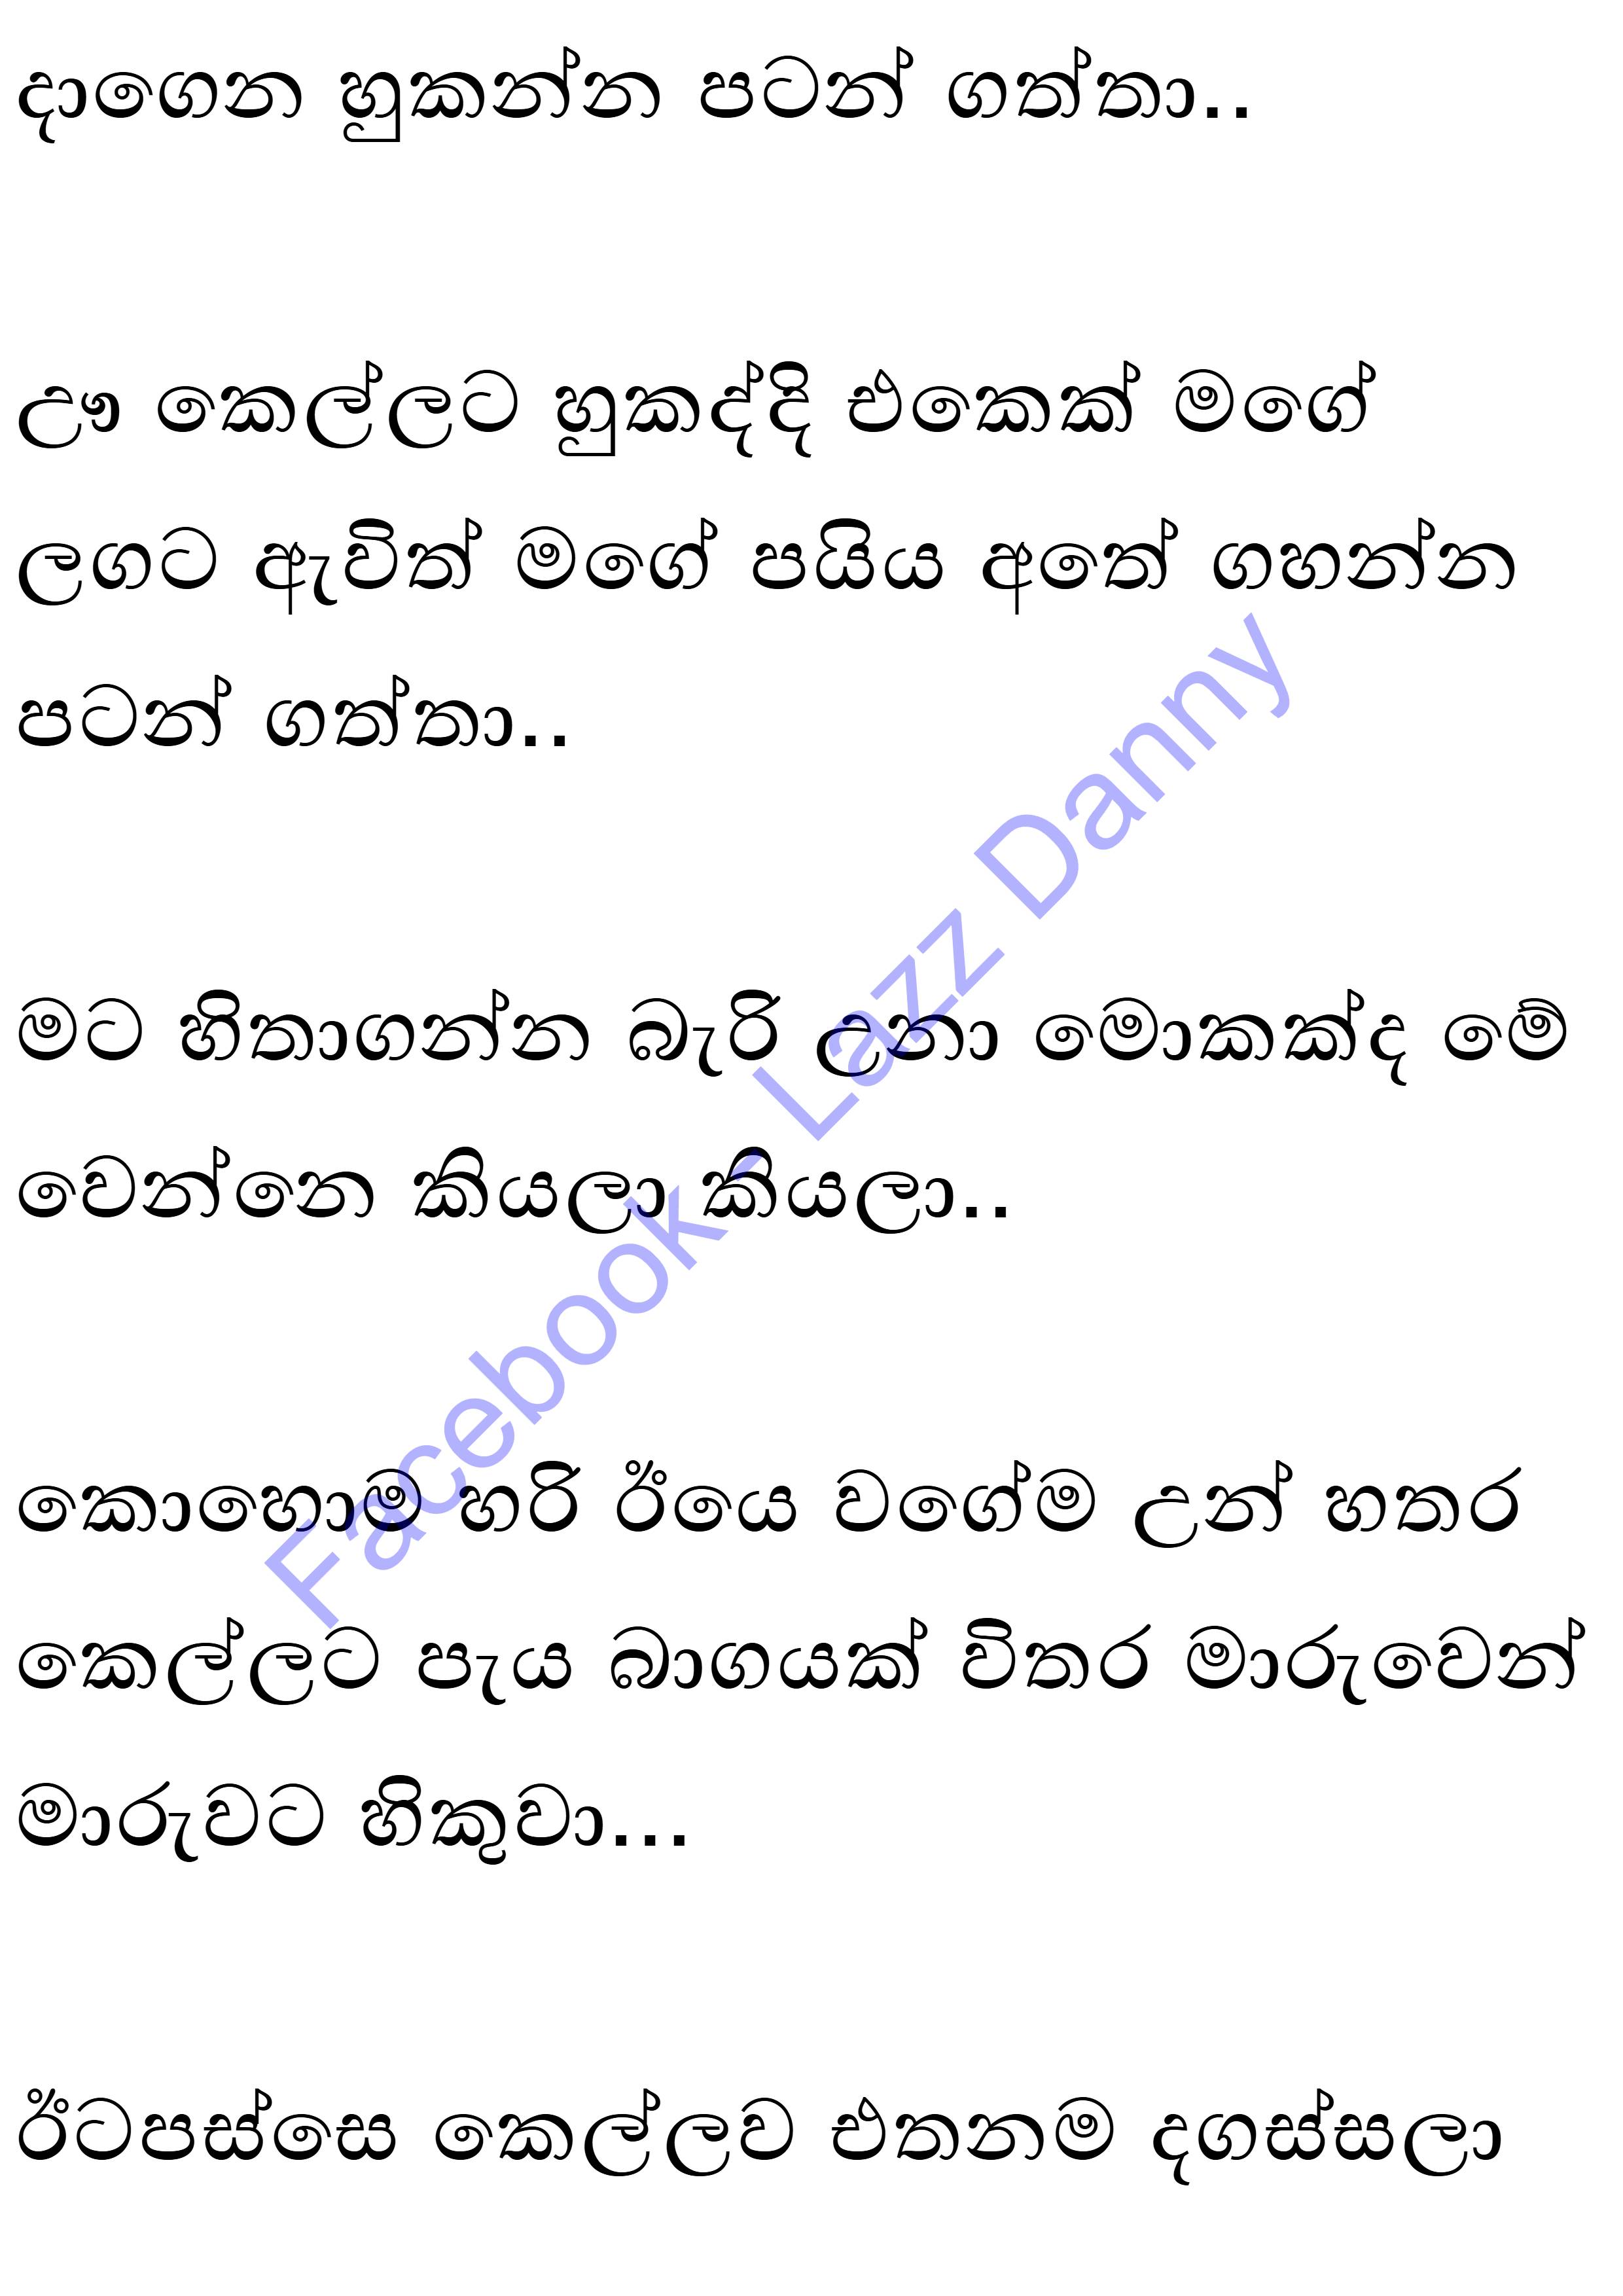 දාගෙන හුකන්න පටන් ගත්තා..
ඌ කෙල්ලට හුකද්දි එකෙක් මගේ
ලගට ඇවිත් මගේ පයිය අතේ ගහන්න
පටන් ගත්තා..
මට හිතාගන්න බැරි උනා මොකක්ද මේ
වෙන්නෙ කියලා කියලා..
කොහොම හරි ඊයෙ වගේම උන් හතර
කෙල්ලට පැය බාගයක් විතර මාරුවෙන්
මාරුවට හිකුවා...
ඊටපස්සෙ කෙල්ලව එතනම දගස්සලා
Facebook - Lazz Danny